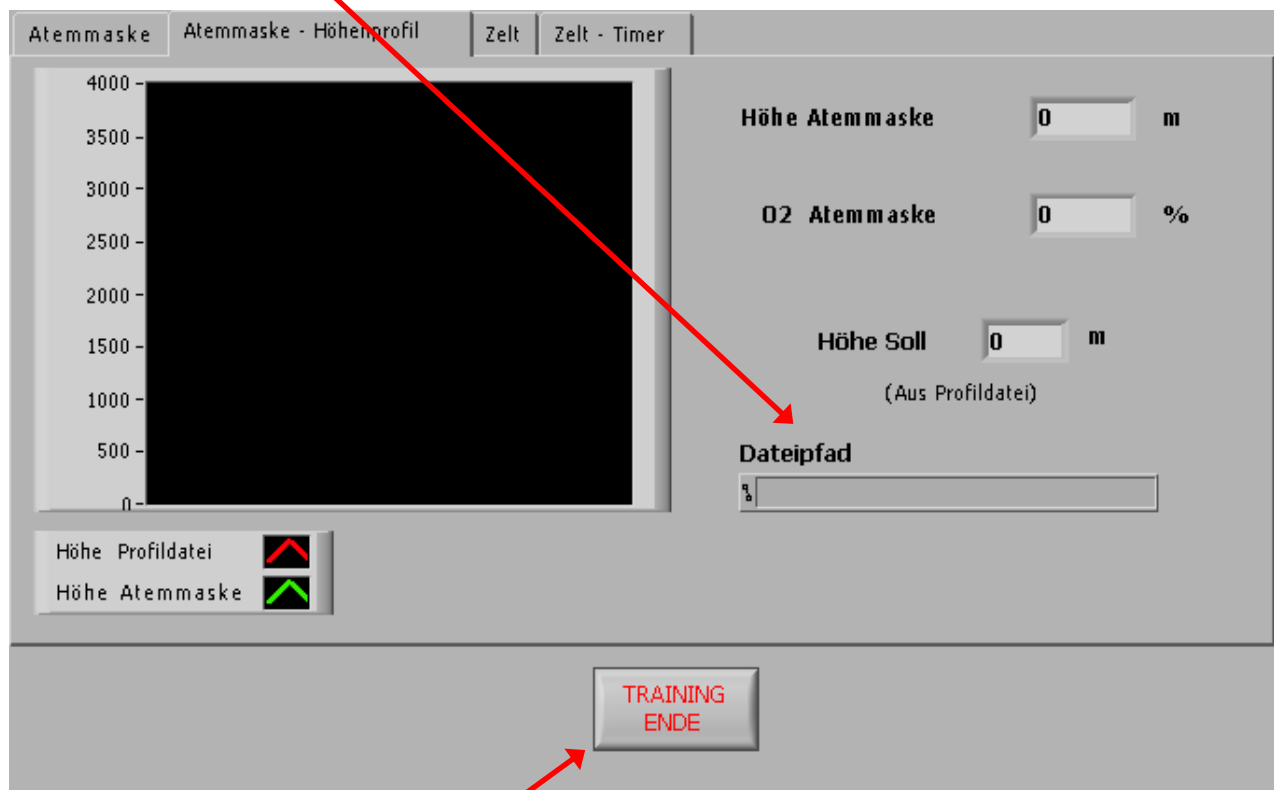 Atemmaske Atemmaske - Höhenprofil Zelt Zelt - Timer
4000
3500
3000
2500
2000
1500
1000
500
0
Höhe Atemmaske 0 m
O2 Atemmaske 0 %
Höhe Soll 0 m
(Aus Profildatei)
Dateipfad
Höhe Profildatei
Höhe Atemmaske
TRAINING
ENDE